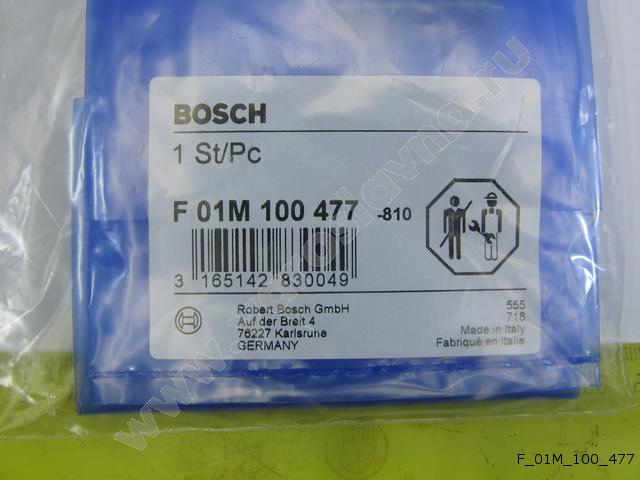 BOSCH
1 St/Pc
F 01M 100 477 -810
3 165142 830049
Robert Bosch GmbH
Auf der Breit 4
76227 Karlsruhe
GERMANY
555
718
Made in Italy
Fabriqué en Italie
F_01M_100_477